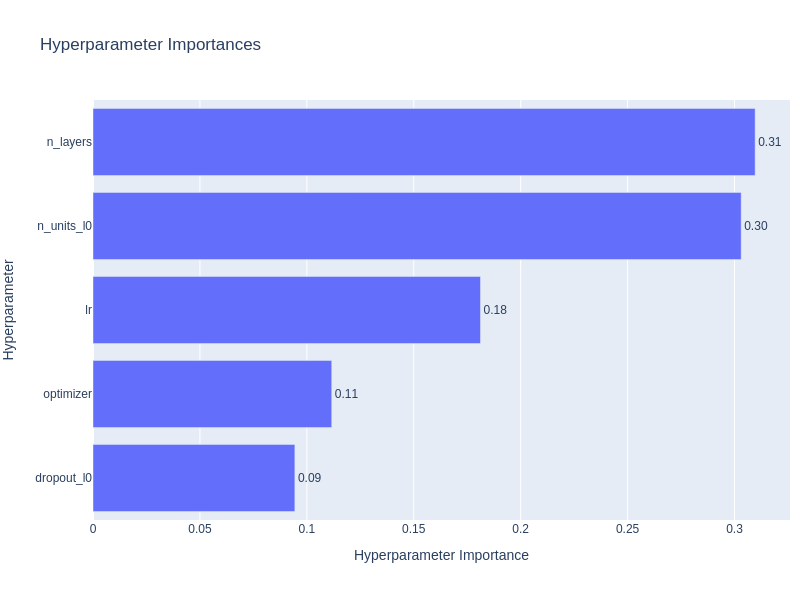 Hyperparameter Importances
n_layers
0.31
n_units_l0
0.30
lr
0.18
optimizer
0.11
dropout_l0
0.09
0
0.05
0.1
0.15
0.2
0.25
0.3
Hyperparameter Importance
Hyperparameter